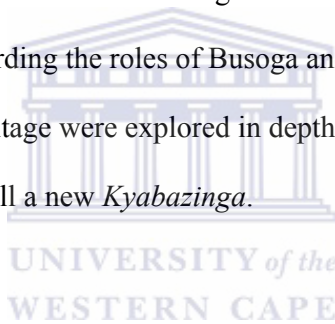 rding the roles of Busoga an
tage were explored in depth
ll a new Kyabazinga.
UNIVERSITY of the
WESTERN CAPE